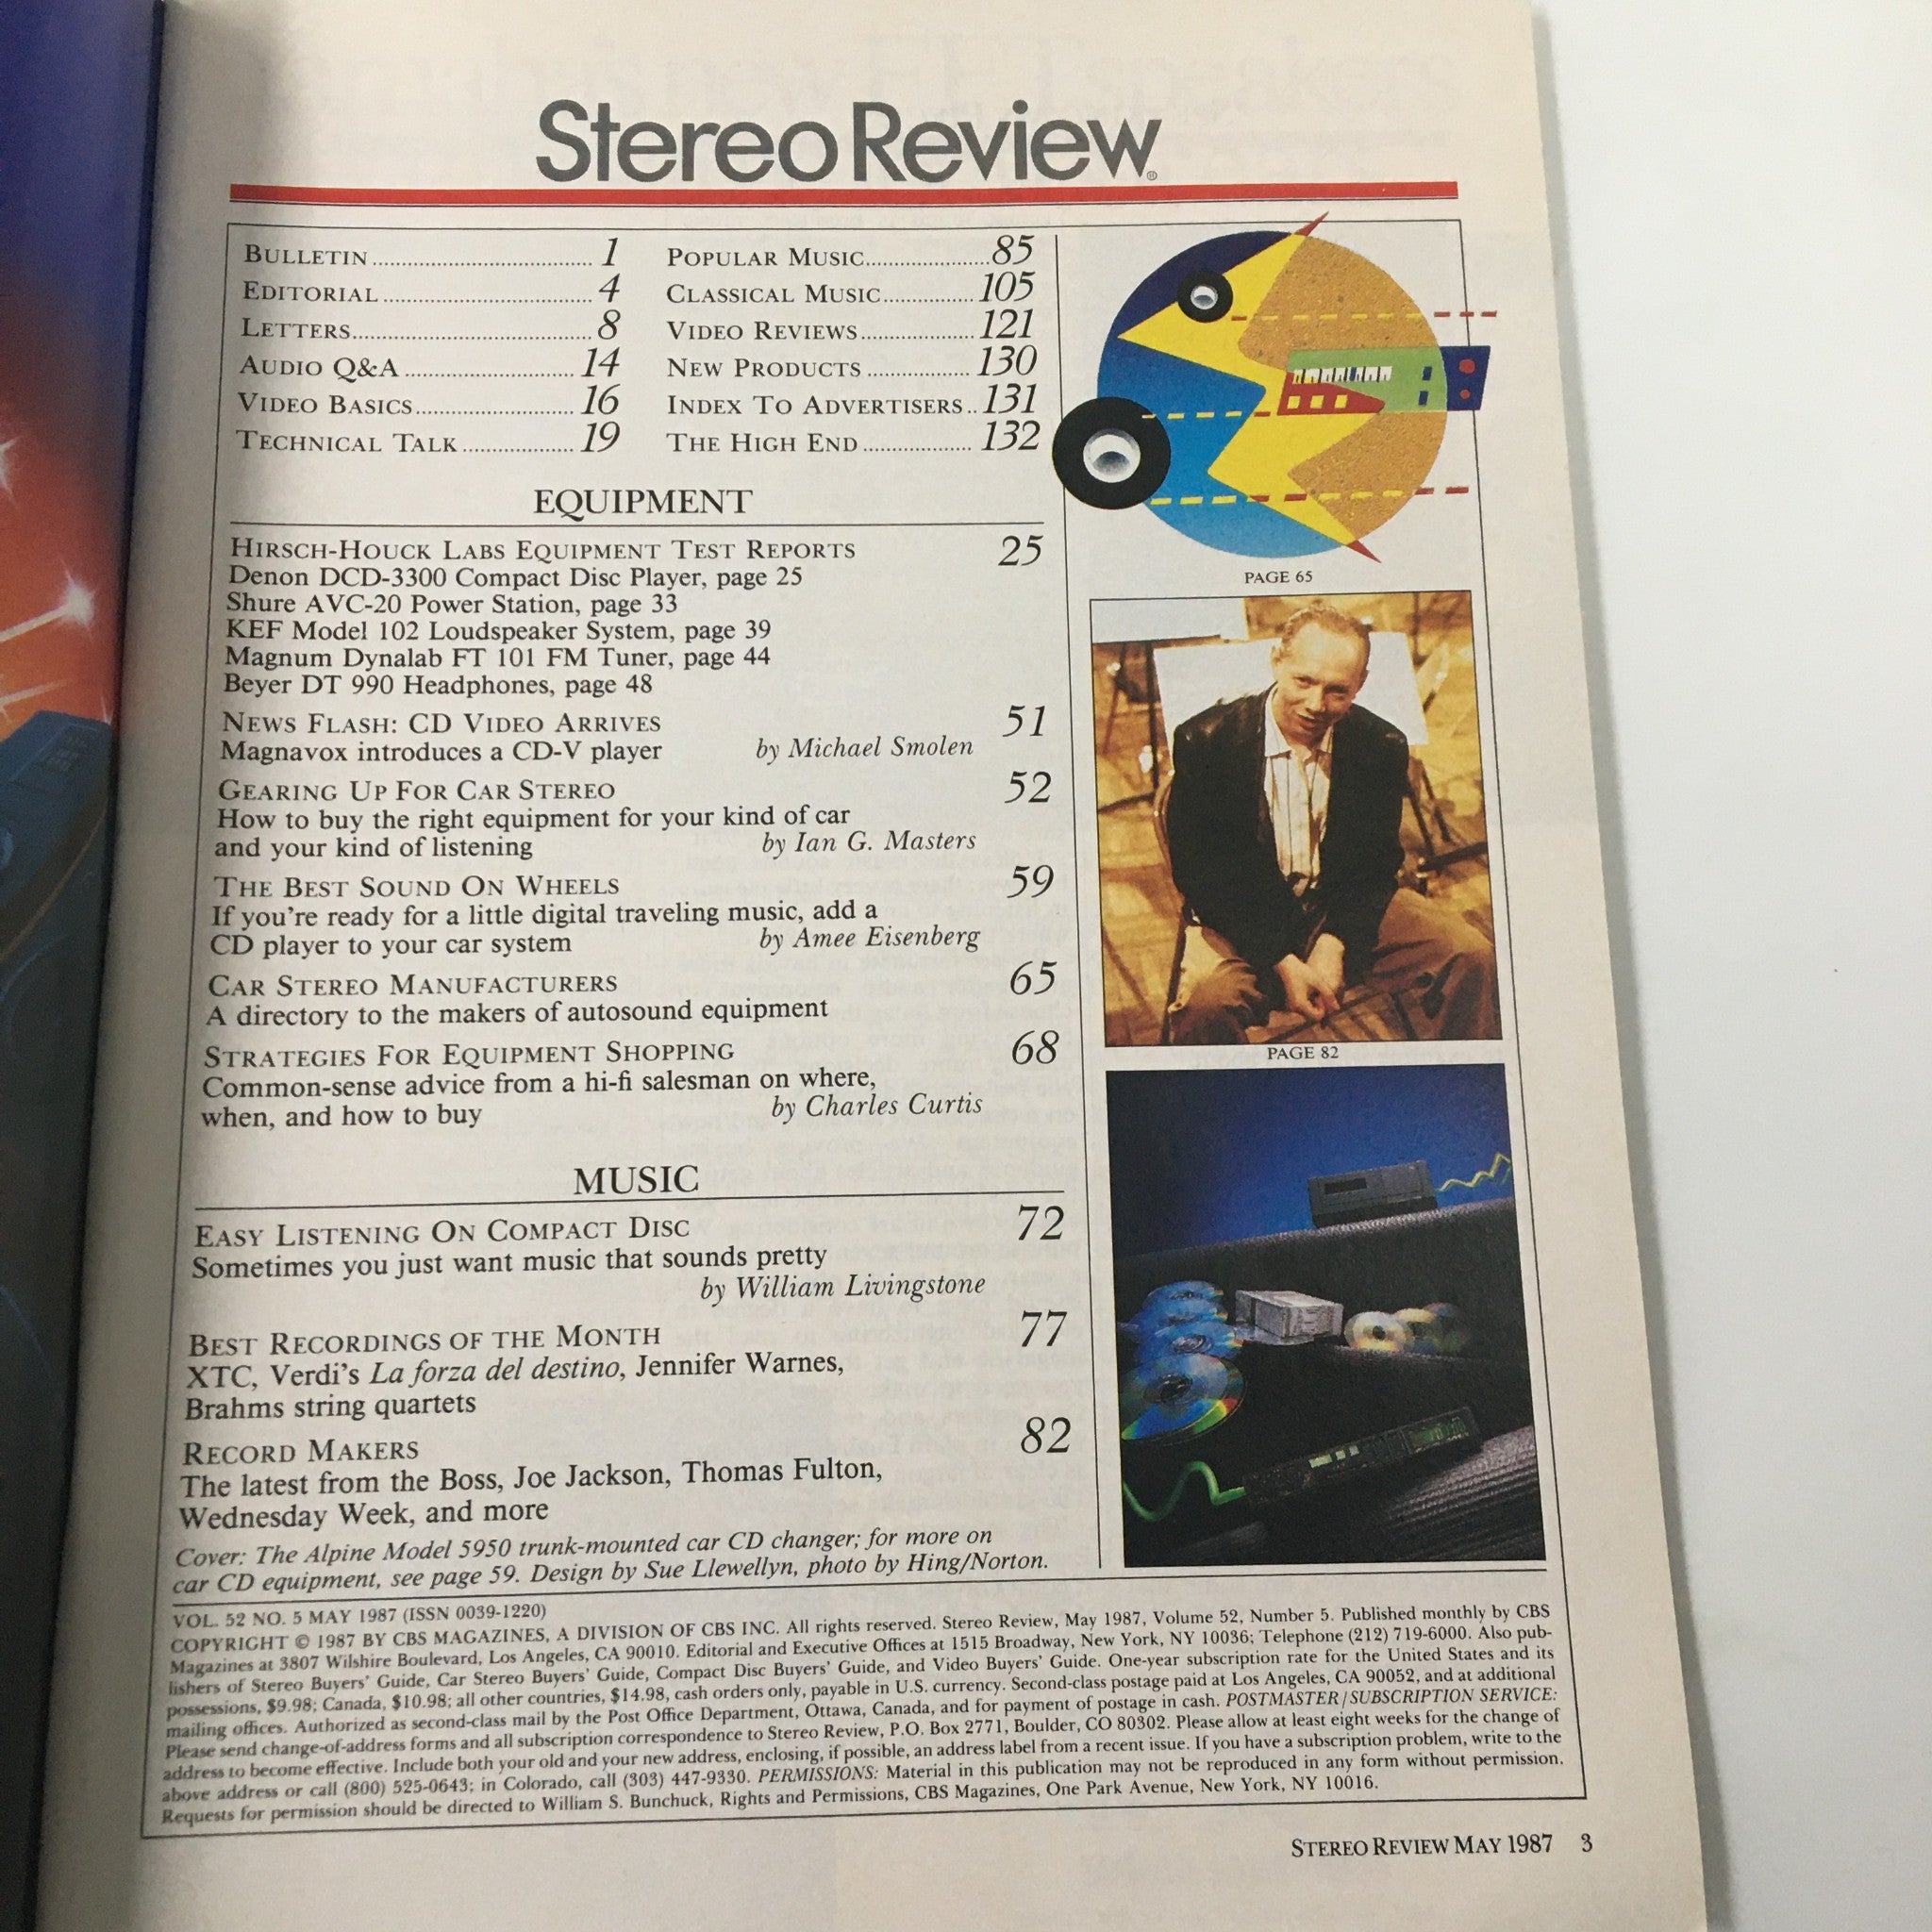 Stereo Review®
BULLETIN 1
EDITORIAL 4
LETTERS 8
AUDIO Q&A 14
VIDEO BASICS 16
TECHNICAL TALK 19
POPULAR MUSIC 85
CLASSICAL MUSIC 105
VIDEO REVIEWS 121
NEW PRODUCTS 130
INDEX TO ADVERTISERS 131
THE HIGH END 132
EQUIPMENT
HIRSCH-HOUCK LABS EQUIPMENT TEST REPORTS 25
Denon DCD-3300 Compact Disc Player, page 25
Shure AVC-20 Power Station, page 33
KEF Model 102 Loudspeaker System, page 39
Magnum Dynalab FT 101 FM Tuner, page 44
Beyer DT 990 Headphones, page 48
NEWS FLASH: CD VIDEO ARRIVES 51
Magnavox introduces a CD-V player by Michael Smolen
GEARING UP FOR CAR STEREO 52
How to buy the right equipment for your kind of car
and your kind of listening by Ian G. Masters
THE BEST SOUND ON WHEELS 59
If you're ready for a little digital traveling music, add a
CD player to your car system by Amee Eisenberg
CAR STEREO MANUFACTURERS 65
A directory to the makers of autosound equipment
STRATEGIES FOR EQUIPMENT SHOPPING 68
Common-sense advice from a hi-fi salesman on where,
when, and how to buy by Charles Curtis
MUSIC
EASY LISTENING ON COMPACT DISC 72
Sometimes you just want music that sounds pretty
by William Livingstone
BEST RECORDINGS OF THE MONTH 77
XTC, Verdi's La forza del destino, Jennifer Warnes,
Brahms string quartets
RECORD MAKERS 82
The latest from the Boss, Joe Jackson, Thomas Fulton,
Wednesday Week, and more
Cover: The Alpine Model 5950 trunk-mounted car CD changer; for more on
car CD equipment, see page 59. Design by Sue Llewellyn, photo by Hing/Norton.
PAGE 65
PAGE 82
VOL. 52 NO. 5 MAY 1987 (ISSN 0039-1220)
COPYRIGHT © 1987 BY CBS MAGAZINES, A DIVISION OF CBS INC. All rights reserved. Stereo Review, May 1987, Volume 52, Number 5. Published monthly by CBS
Magazines at 3807 Wilshire Boulevard, Los Angeles, CA 90010. Editorial and Executive Offices at 1515 Broadway, New York, NY 10036; Telephone (212) 719-6000. Also pub-
lishers of Stereo Buyers' Guide, Car Stereo Buyers' Guide, Compact Disc Buyers' Guide, and Video Buyers' Guide. One-year subscription rate for the United States and its
possessions, $9.98; Canada, $10.98; all other countries, $14.98, cash orders only, payable in U.S. currency. Second-class postage paid at Los Angeles, CA 90052, and at additional
mailing offices. Authorized as second-class mail by the Post Office Department, Ottawa, Canada, and for payment of postage in cash. POSTMASTER/SUBSCRIPTION SERVICE:
Please send change-of-address forms and all subscription correspondence to Stereo Review, P.O. Box 2771, Boulder, CO 80302. Please allow at least eight weeks for the change of
address to become effective. Include both your old and your new address, enclosing, if possible, an address label from a recent issue. If you have a subscription problem, write to the
above address or call (800) 525-0643; in Colorado, call (303) 447-9330. PERMISSIONS: Material in this publication may not be reproduced in any form without permission.
Requests for permission should be directed to William S. Bunchuck, Rights and Permissions, CBS Magazines, One Park Avenue, New York, NY 10016.
STEREO REVIEW MAY 1987 3